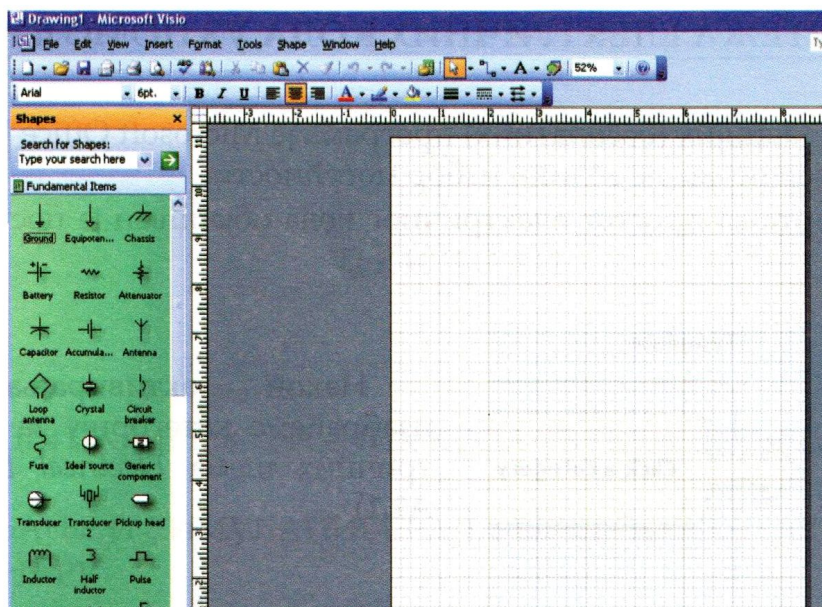 Drawing1 - Microsoft Visio
File Edit View Insert Format Tools Shape Window Help
Ty
52%
Arial 6pt. B I U A
Shapes
Search for Shapes:
Type your search here
Fundamental Items
Ground Equipoten... Chassis
Battery Resistor Attenuator
Capacitor Accumula... Antenna
Loop antenna Crystal Circuit breaker
Fuse Ideal source Generic component
Transducer Transducer 2 Pickup head
Inductor Half inductor Pulse